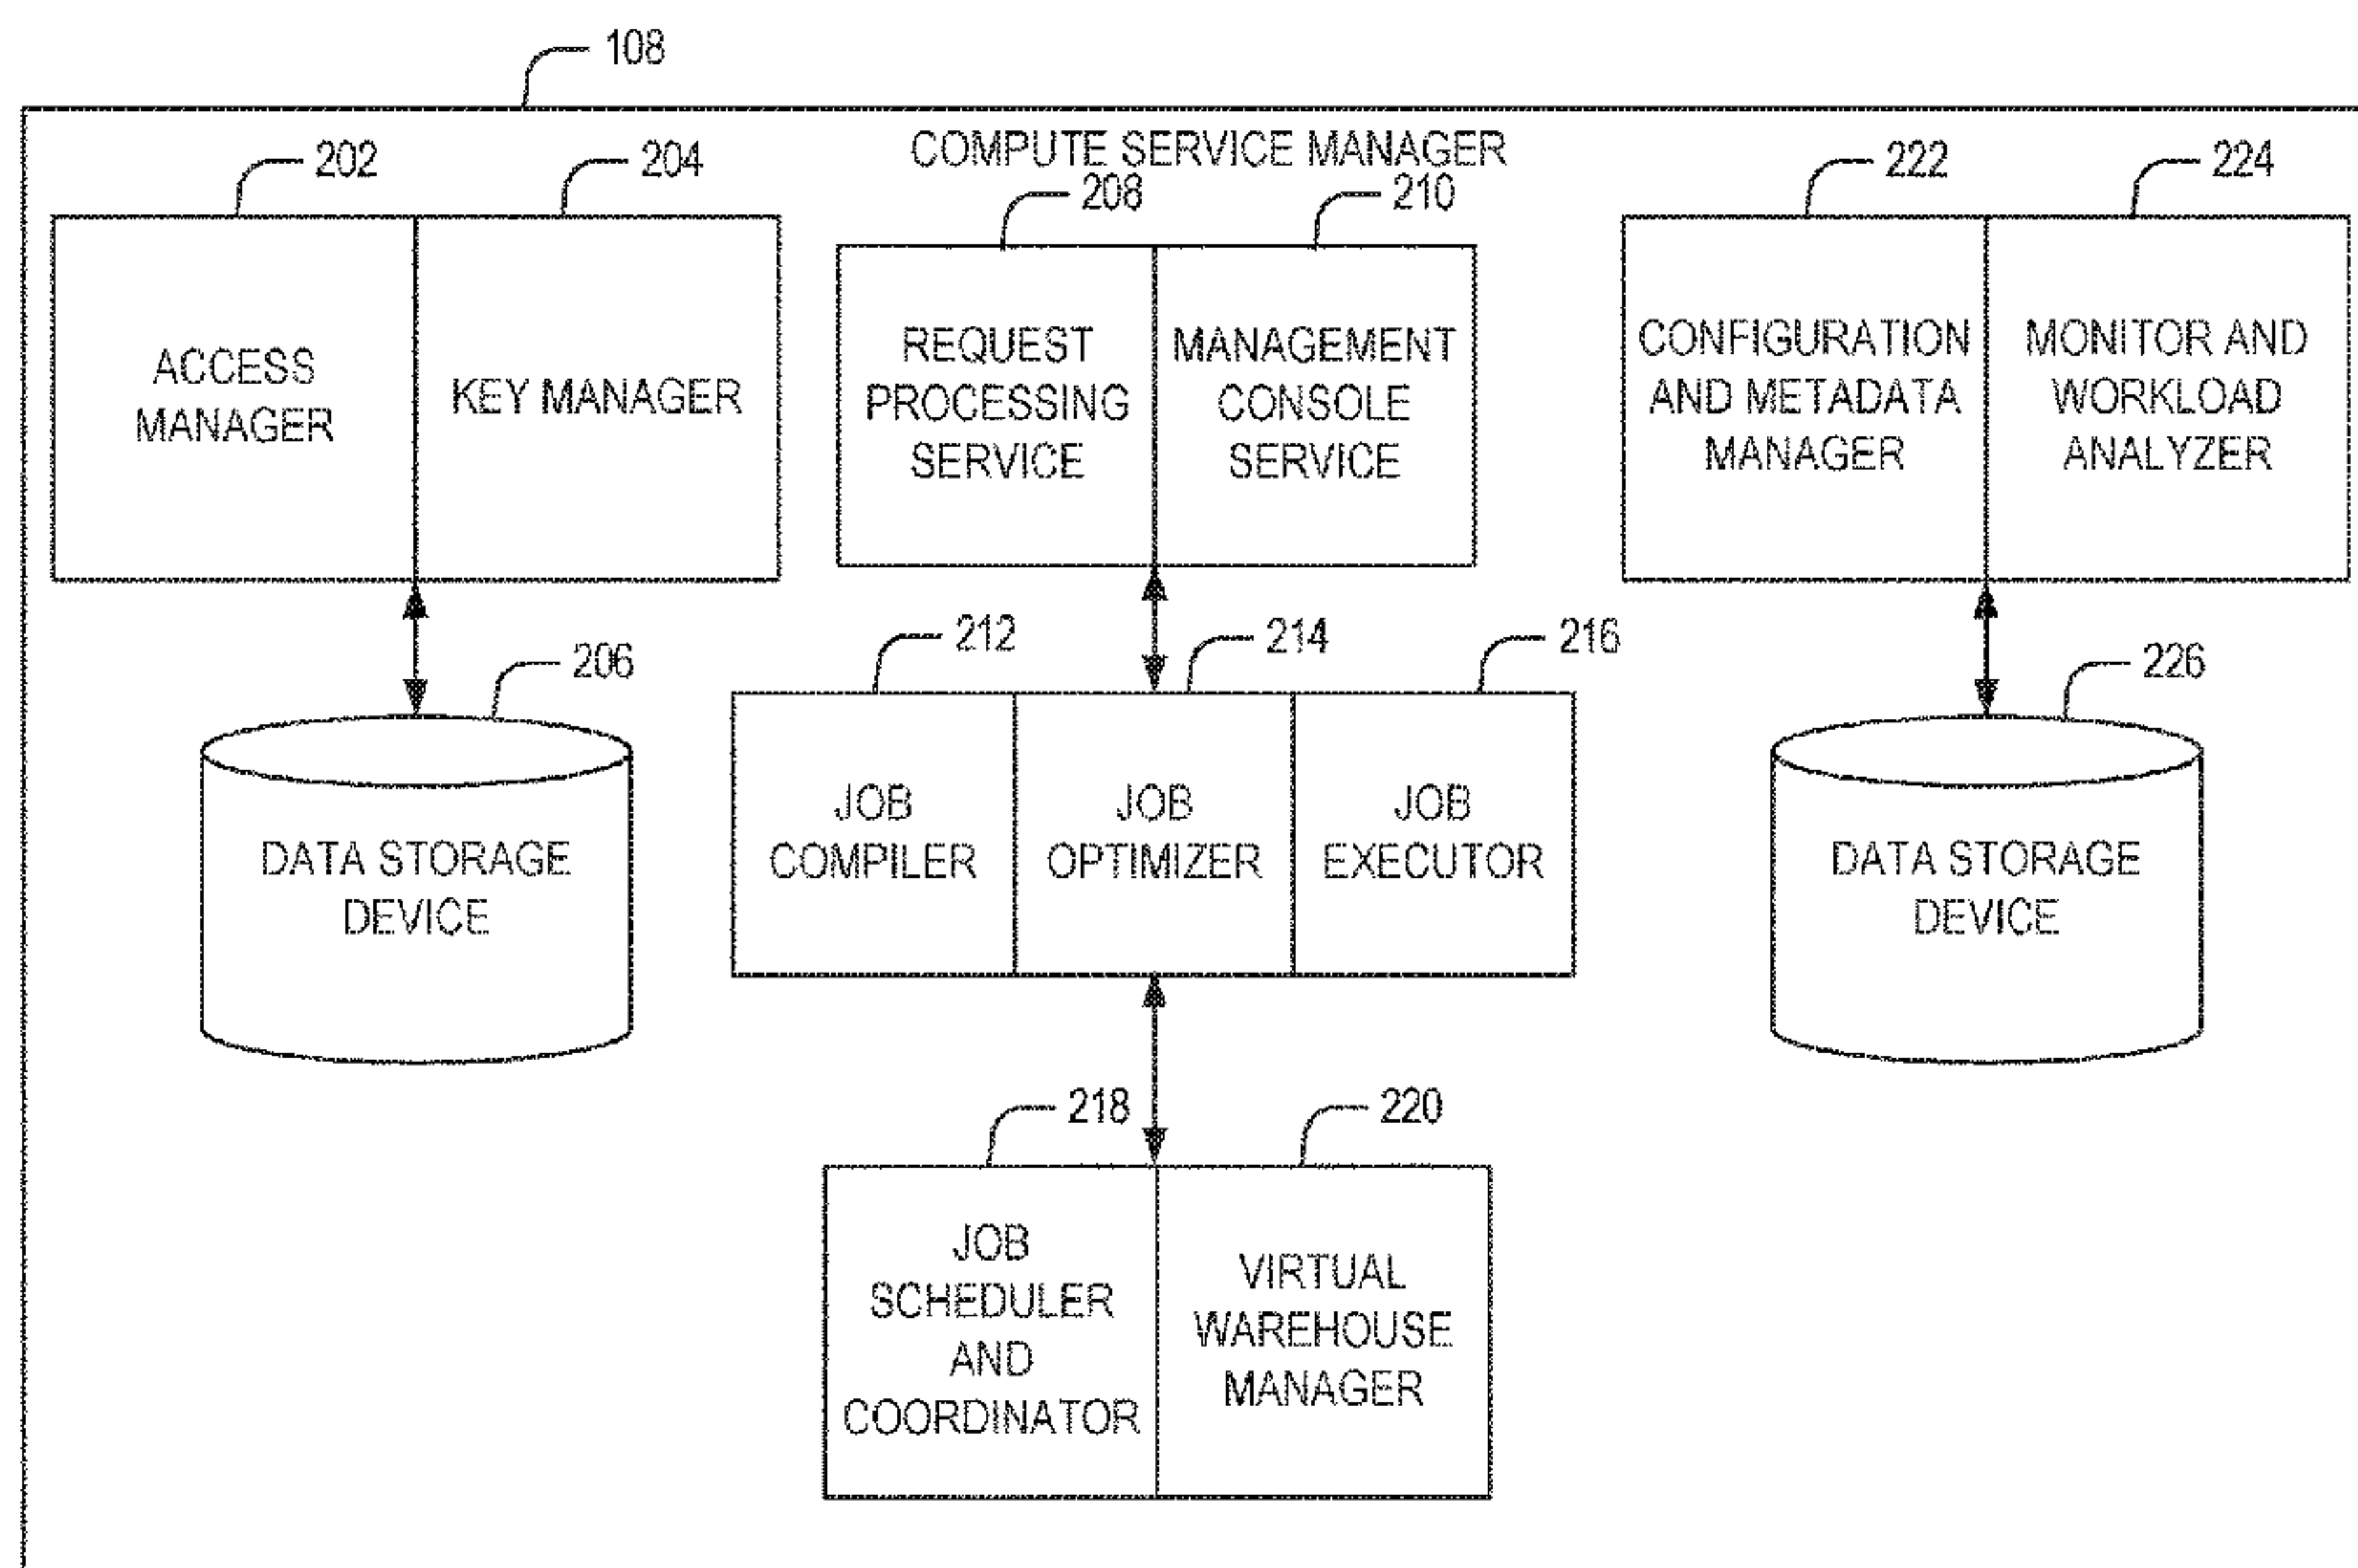 108
COMPUTE SERVICE MANAGER
202
204
208
210
222
224
ACCESS
MANAGER
KEY MANAGER
REQUEST
PROCESSING
SERVICE
MANAGEMENT
CONSOLE
SERVICE
CONFIGURATION
AND METADATA
MANAGER
MONITOR AND
WORKLOAD
ANALYZER
206
212
214
216
226
DATA STORAGE
DEVICE
JOB
COMPILER
JOB
OPTIMIZER
JOB
EXECUTOR
DATA STORAGE
DEVICE
218
220
JOB
SCHEDULER
AND
COORDINATOR
VIRTUAL
WAREHOUSE
MANAGER